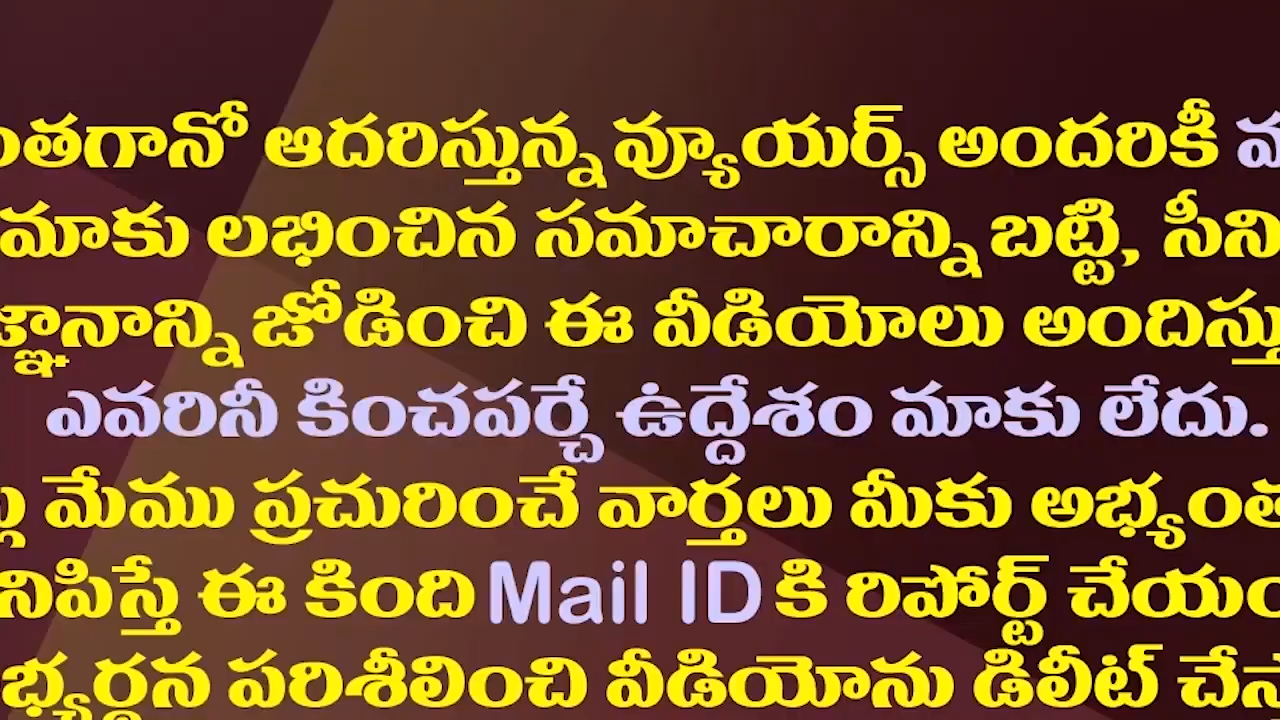 ంతగానో ఆదరిస్తున్న వ్యూయర్స్ అందరికీ
మాకు లభించిన సమాచారాన్ని బట్టి, సీని
జ్ఞానాన్ని జోడించి ఈ వీడియోలు అందిస్తు
ఎవరినీ కించపర్చే ఉద్దేశం మాకు లేదు.
మేము ప్రచురించే వార్తలు మీకు అభ్యంత
నిపిస్తే ఈ కింది Mail ID కి రిపోర్ట్ చేయం
భ్యర్ధన పరిశీలించి వీడియోను డిలీట్ చేస